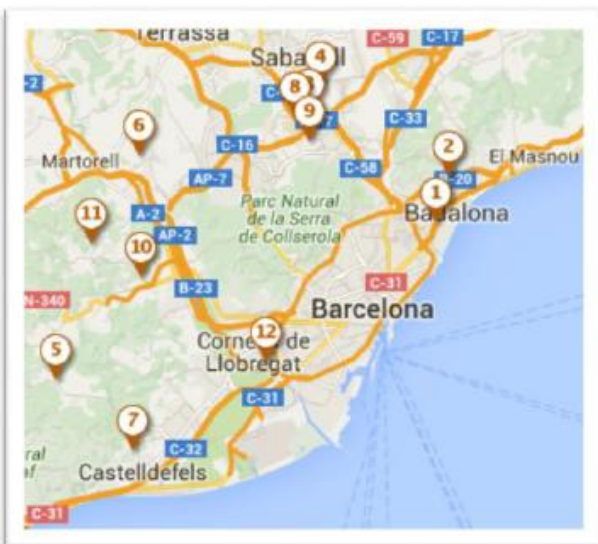 Terrassa
C-59
C-17
Sabadell
4
8
9
C-33
6
C-16
2
El Masnou
Martorell
C-58
B-20
AP-7
Parc Natural
de la Serra
de Collserola
1
Badalona
11
A-2
AP-2
10
B-23
C-31
N-340
Barcelona
12
Cornellà de
Llobregat
5
C-31
7
C-32
Castelldefels
C-31